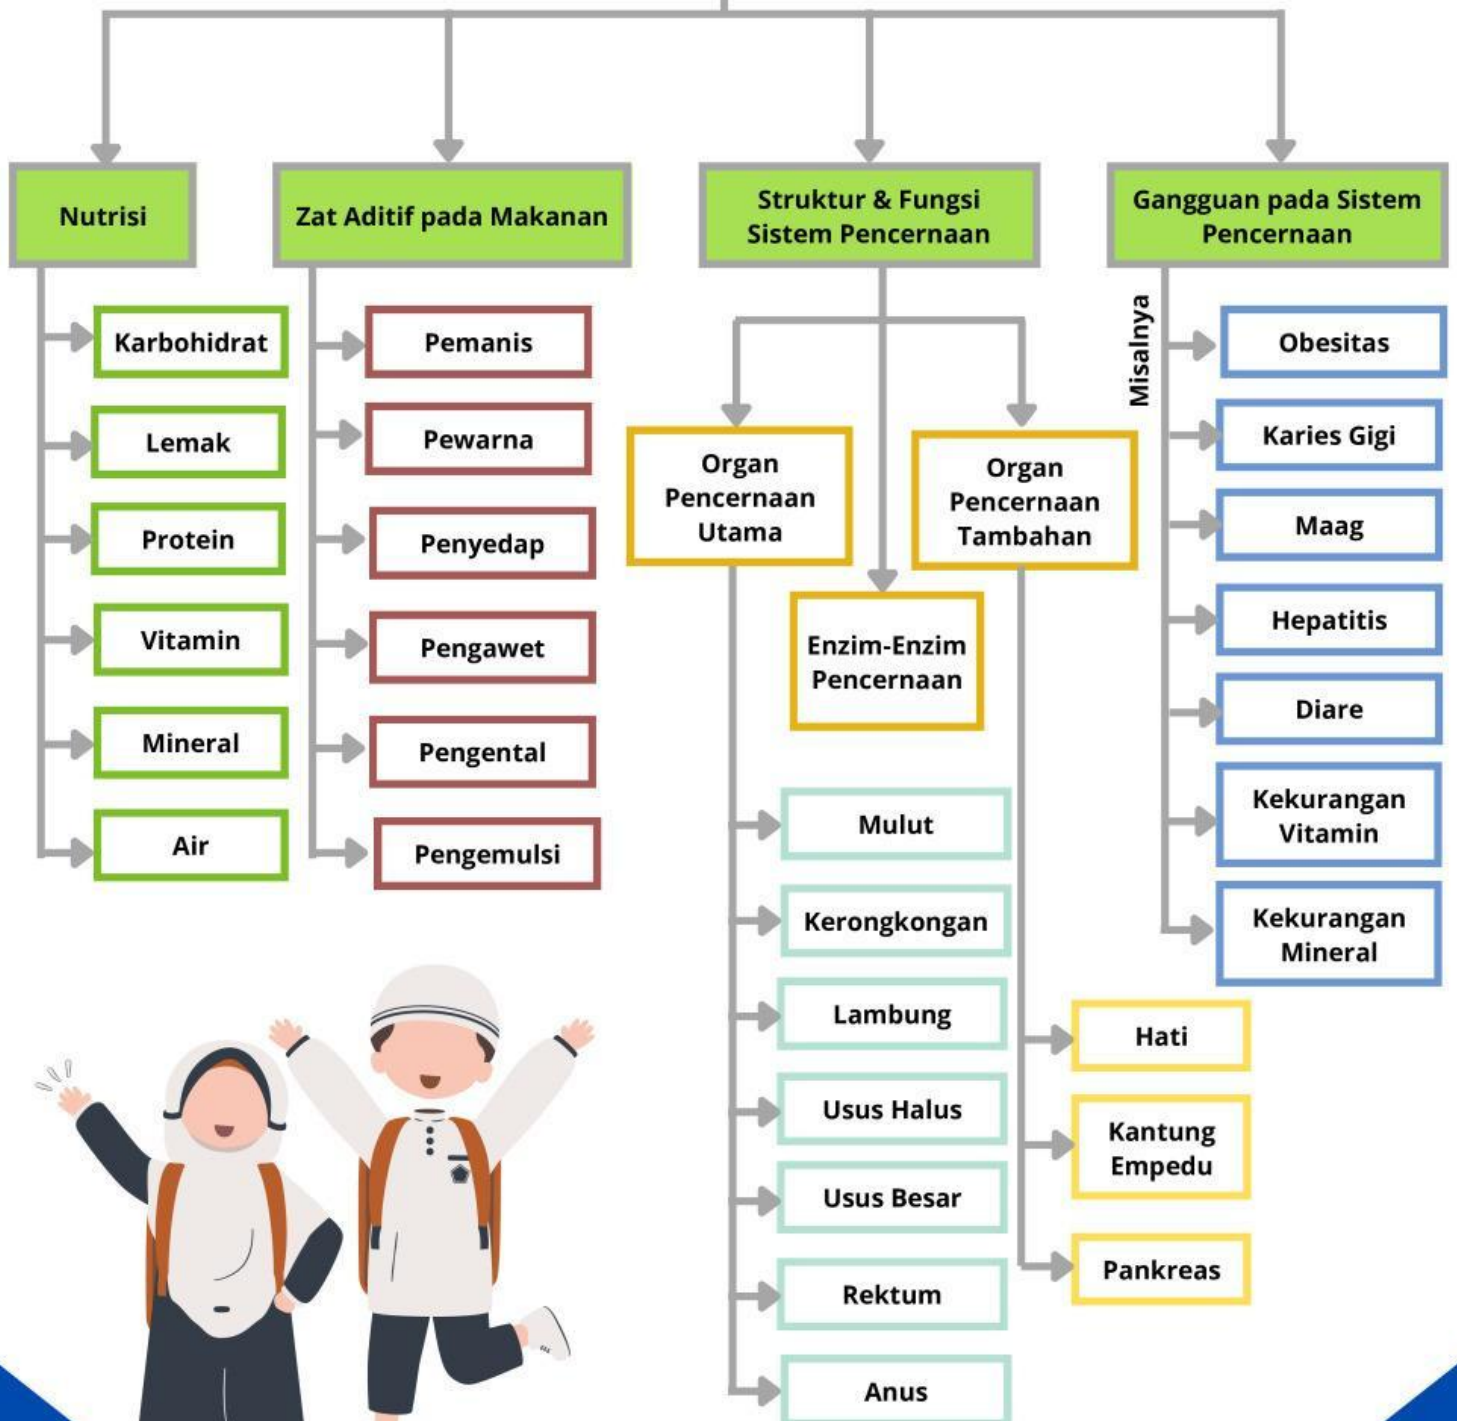 Nutrisi
Karbohidrat
Lemak
Protein
Vitamin
Mineral
Air
Zat Aditif pada Makanan
Pemanis
Pewarna
Penyedap
Pengawet
Pengental
Pengemulsi
Struktur & Fungsi
Sistem Pencernaan
Organ
Pencernaan
Utama
Enzim-Enzim
Pencernaan
Organ
Pencernaan
Tambahan
Mulut
Kerongkongan
Lambung
Usus Halus
Usus Besar
Rektum
Anus
Hati
Kantung
Empedu
Pankreas
Gangguan pada Sistem
Pencernaan
Misalnya
Obesitas
Karies Gigi
Maag
Hepatitis
Diare
Kekurangan
Vitamin
Kekurangan
Mineral